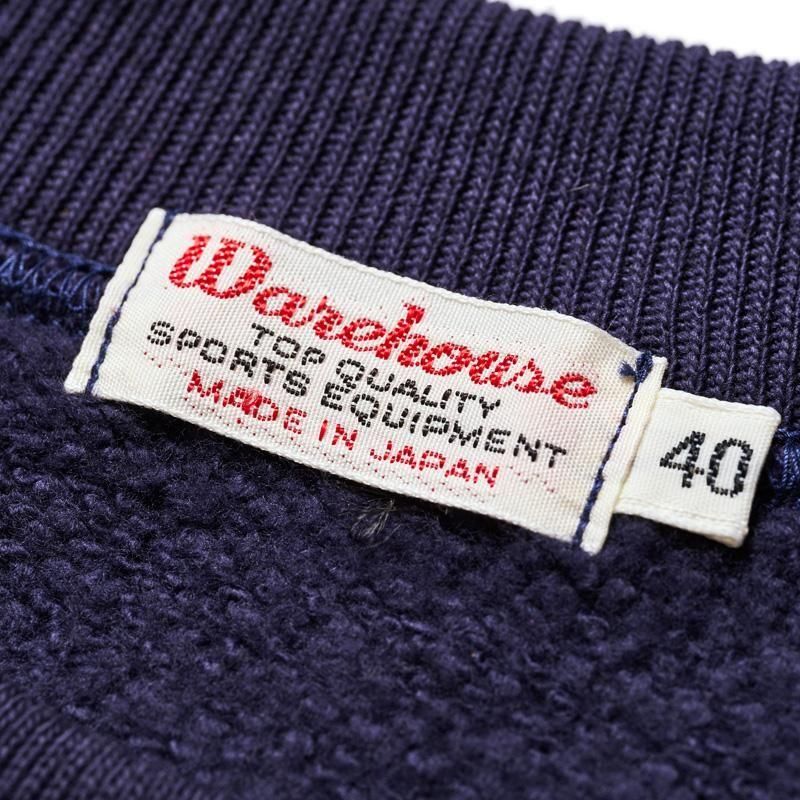 Warehouse
TOP QUALITY
SPORTS EQUIPMENT
MADE IN JAPAN
40